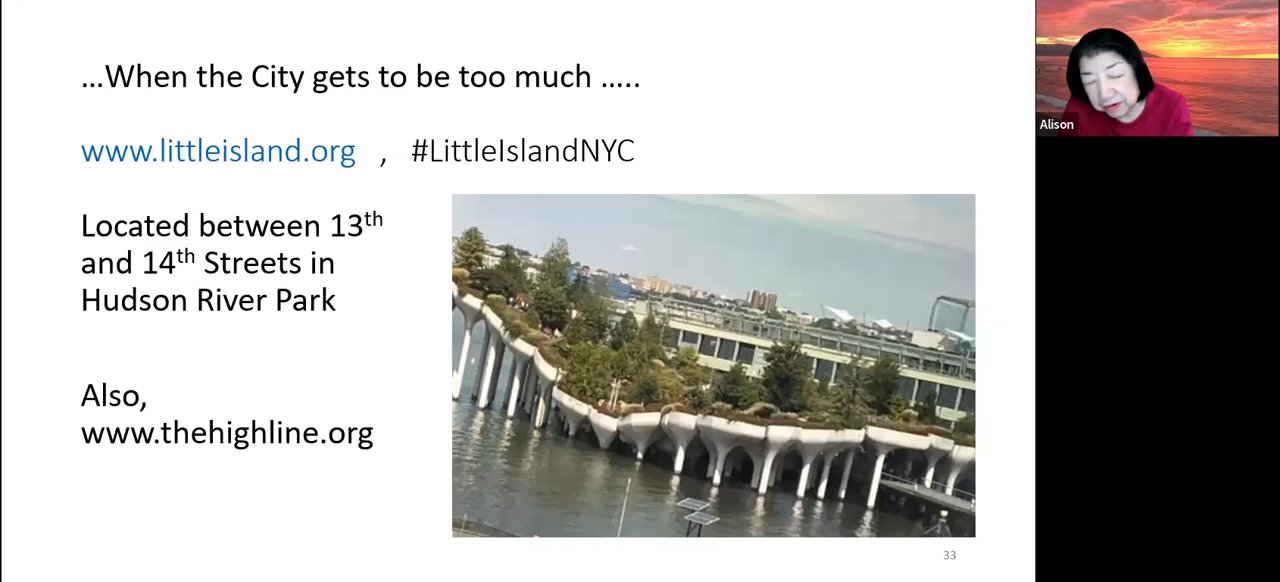 …When the City gets to be too much …..
www.littleisland.org , #LittleIslandNYC
Located between 13th
and 14th Streets in
Hudson River Park
Also,
www.thehighline.org
33
Alison